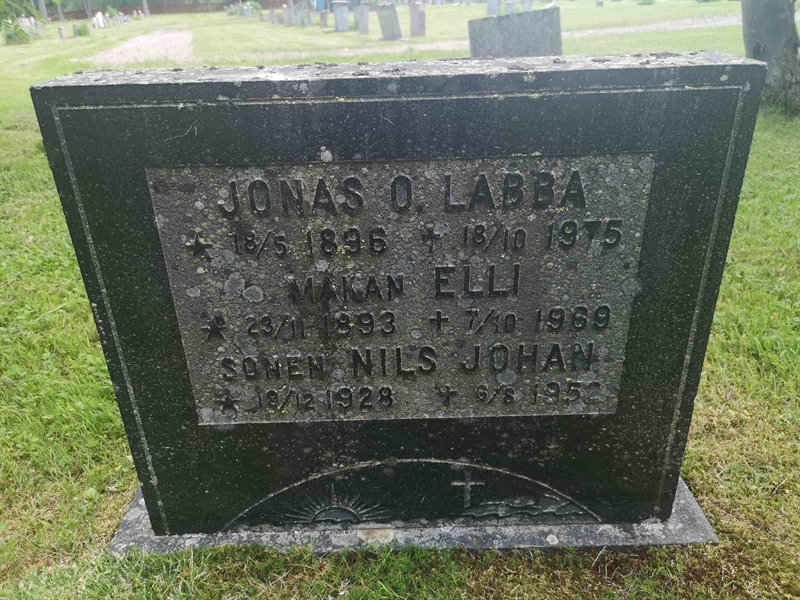 JONAS O. LABBA
★ 18/5 1896 ✝ 18/10 1975
MAKAN ELLI
★ 23/11 1893 ✝ 7/10 1969
SONEN NILS JOHAN
★ 19/12 1928 ✝ 6/8 1952